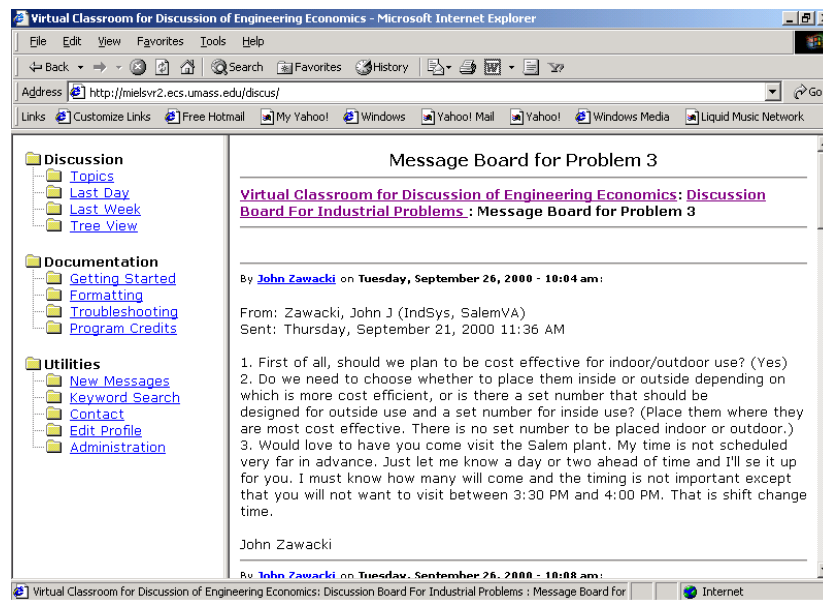 Virtual Classroom for Discussion of Engineering Economics - Microsoft Internet Explorer
File Edit View Favorites Tools Help
Back Search Favorites History
Address http://mielsvr2.ecs.umass.edu/discus/ Go
Links Customize Links Free Hotmail My Yahoo! Windows Yahoo! Mail Yahoo! Windows Media Liquid Music Network
Discussion
Topics
Last Day
Last Week
Tree View
Documentation
Getting Started
Formatting
Troubleshooting
Program Credits
Utilities
New Messages
Keyword Search
Contact
Edit Profile
Administration
Message Board for Problem 3
Virtual Classroom for Discussion of Engineering Economics: Discussion
Board For Industrial Problems : Message Board for Problem 3
By John Zawacki on Tuesday, September 26, 2000 - 10:04 am:
From: Zawacki, John J (IndSys, SalemVA)
Sent: Thursday, September 21, 2000 11:36 AM
1. First of all, should we plan to be cost effective for indoor/outdoor use? (Yes)
2. Do we need to choose whether to place them inside or outside depending on
which is more cost efficient, or is there a set number that should be
designed for outside use and a set number for inside use? (Place them where they
are most cost effective. There is no set number to be placed indoor or outdoor.)
3. Would love to have you come visit the Salem plant. My time is not scheduled
very far in advance. Just let me know a day or two ahead of time and I'll se it up
for you. I must know how many will come and the timing is not important except
that you will not want to visit between 3:30 PM and 4:00 PM. That is shift change
time.
John Zawacki
By John Zawacki on Tuesday, September 26, 2000 - 10:08 am:
Virtual Classroom for Discussion of Engineering Economics: Discussion Board For Industrial Problems : Message Board for Internet